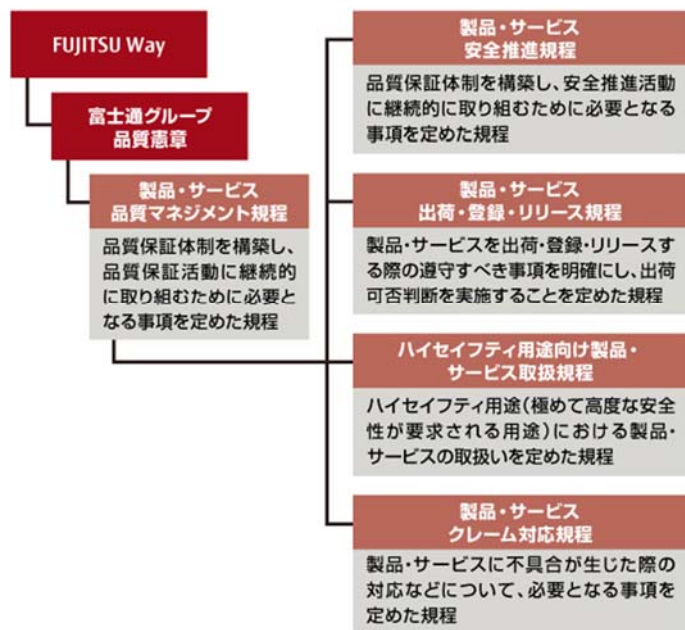 FUJITSU Way
富士通グループ
品質憲章
製品・サービス
品質マネジメント規程
品質保証体制を構築し、
品質保証活動に継続的
に取り組むために必要と
なる事項を定めた規程
製品・サービス
安全推進規程
品質保証体制を構築し、安全推進活動
に継続的に取り組むために必要となる
事項を定めた規程
製品・サービス
出荷・登録・リリース規程
製品・サービスを出荷・登録・リリースす
る際の遵守すべき事項を明確にし、出荷
可否判断を実施することを定めた規程
ハイセイフティ用途向け製品・
サービス取扱規程
ハイセイフティ用途(極めて高度な安全
性が要求される用途)における製品・
サービスの取扱いを定めた規程
製品・サービス
クレーム対応規程
製品・サービスに不具合が生じた際の
対応などについて、必要となる事項を
定めた規程